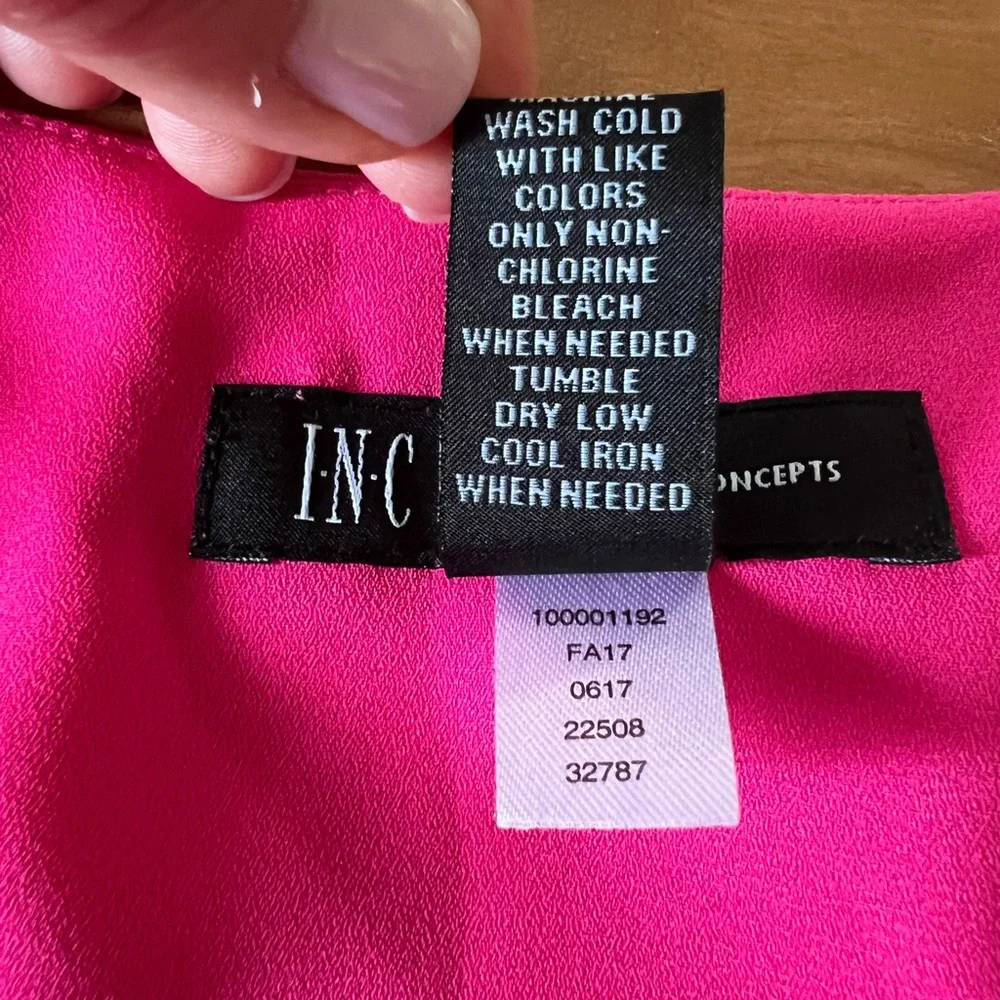 WASH COLD
WITH LIKE
COLORS
ONLY NON-
CHLORINE
BLEACH
WHEN NEEDED
TUMBLE
DRY LOW
COOL IRON
WHEN NEEDED
I·N·C
ONCEPTS
100001192
FA17
0617
22508
32787